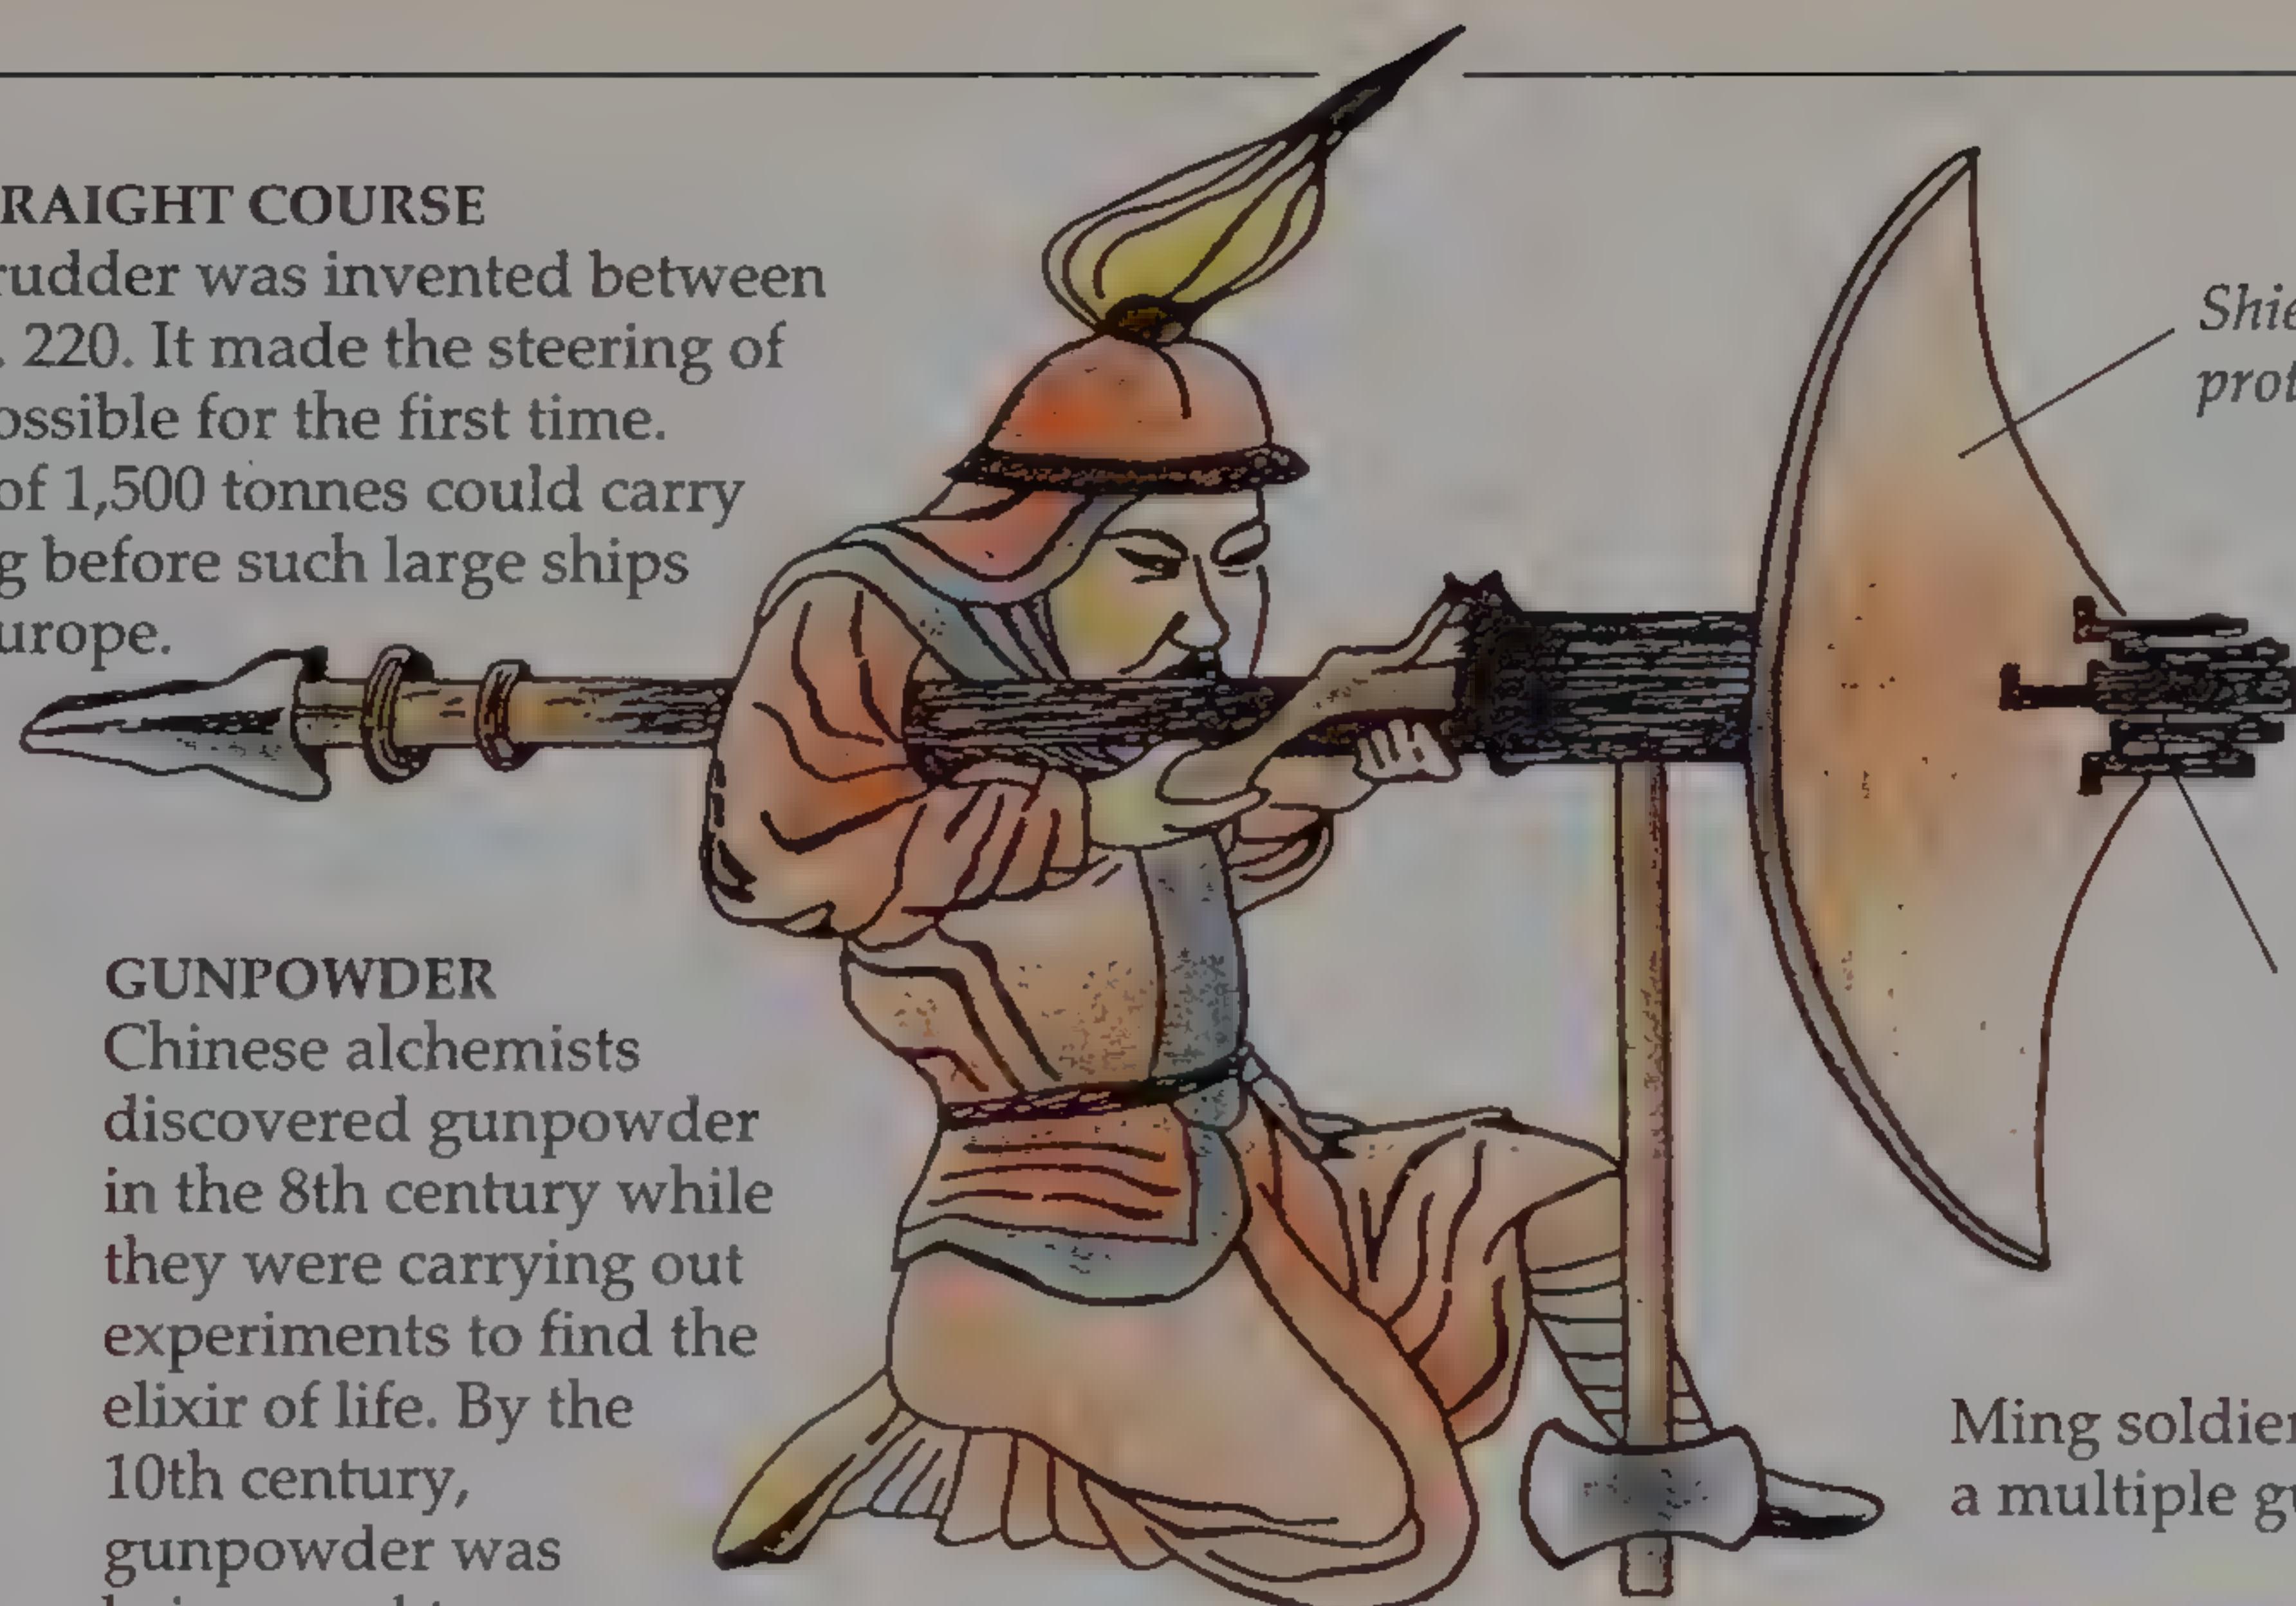 RAIGHT COURSE
rudder was invented between
. 220. It made the steering of
ossible for the first time.
of 1,500 tonnes could carry
g before such large ships
urope.
Shie
prot
GUNPOWDER
Chinese alchemists
discovered gunpowder
in the 8th century while
they were carrying out
experiments to find the
elixir of life. By the
10th century,
gunpowder was
Ming soldier
a multiple gu